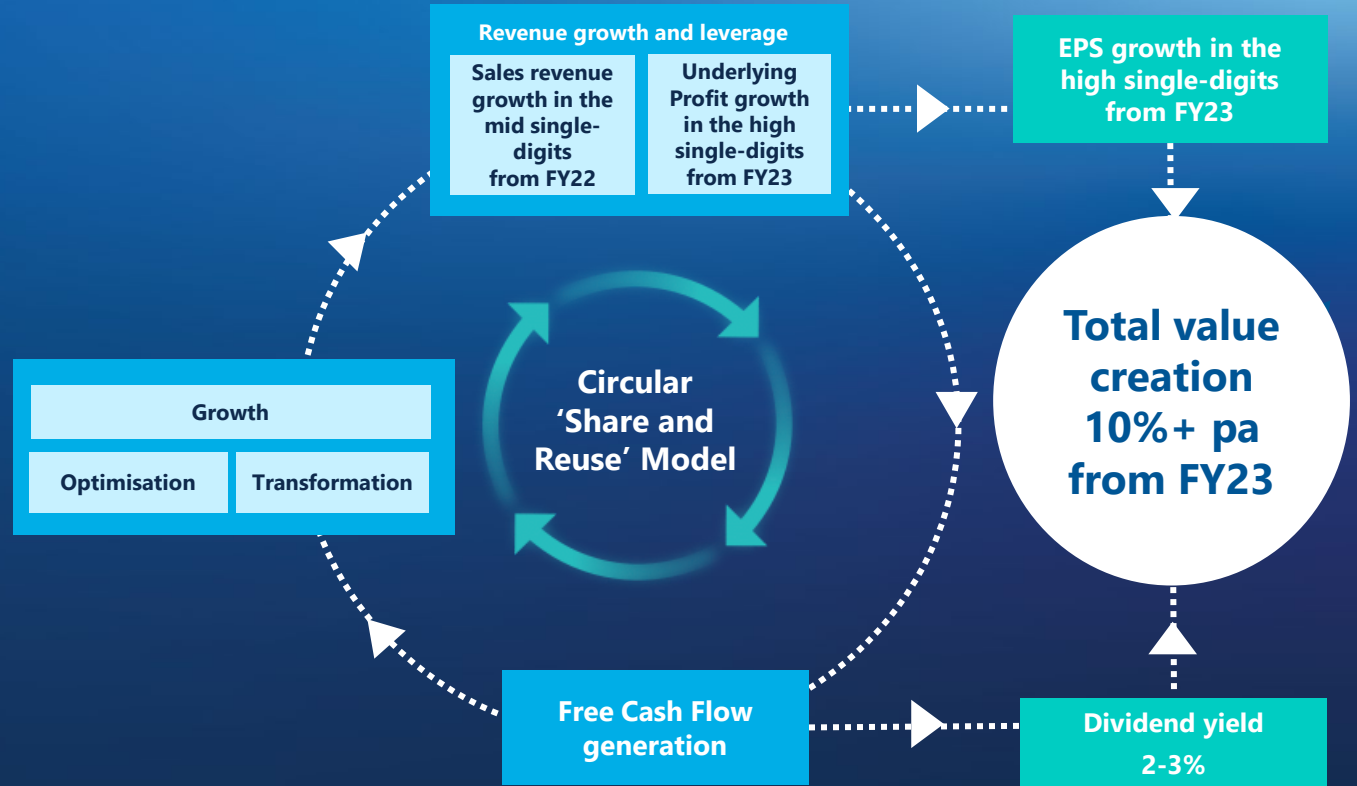 Revenue growth and leverage
Sales revenue
growth in the
mid single-
digits
from FY22
Underlying
Profit growth
in the high
single-digits
from FY23
EPS growth in the
high single-digits
from FY23
Growth
Optimisation
Transformation
Circular
‘Share and
Reuse’ Model
Total value
creation
10%+ pa
from FY23
Free Cash Flow
generation
Dividend yield
2-3%